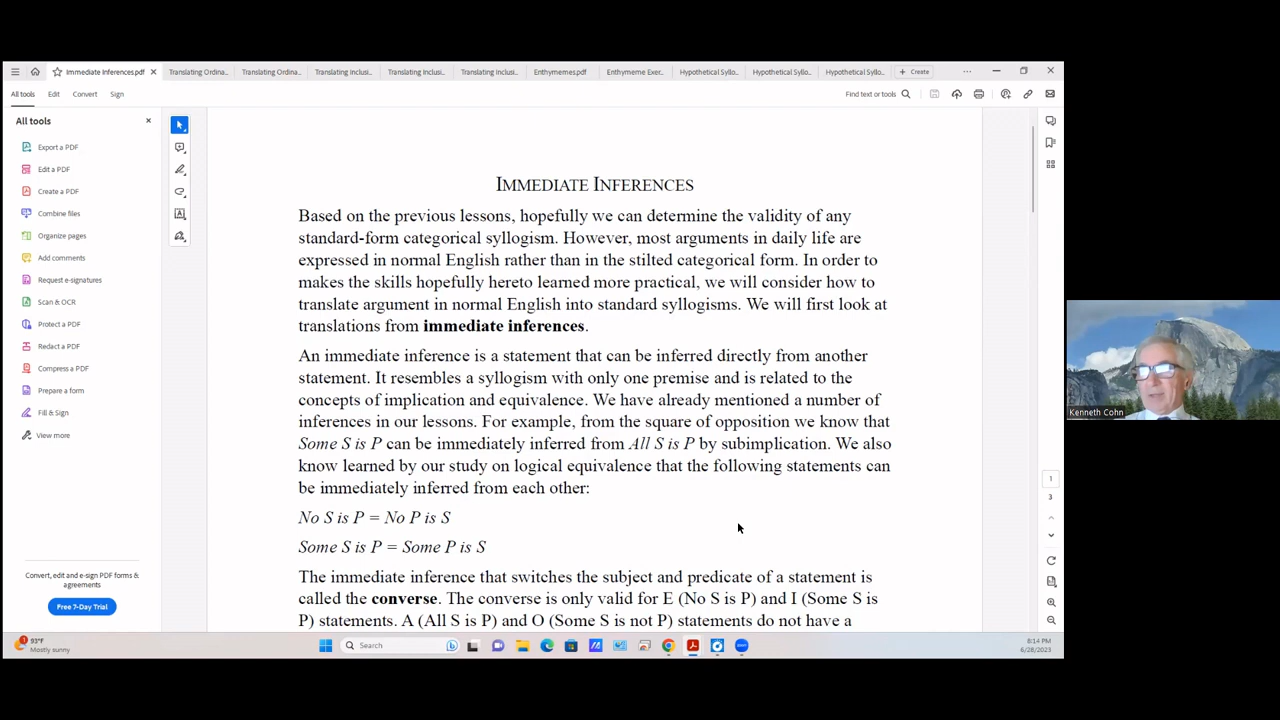 Immediate Inferences.pdf
Translating Ordina...
Translating Ordina...
Translating Inclusi...
Translating Inclusi...
Translating Inclusi...
Enthymemes.pdf
Enthymeme Exer...
Hypothetical Syllo...
Hypothetical Syllo...
Hypothetical Syllo...
+ Create
All tools
Edit
Convert
Sign
Find text or tools
All tools
Export a PDF
Edit a PDF
Create a PDF
Combine files
Organize pages
Add comments
Request e-signatures
Scan & OCR
Protect a PDF
Redact a PDF
Compress a PDF
Prepare a form
Fill & Sign
View more
Convert, edit and e-sign PDF forms &
agreements
Free 7-Day Trial
IMMEDIATE INFERENCES
Based on the previous lessons, hopefully we can determine the validity of any
standard-form categorical syllogism. However, most arguments in daily life are
expressed in normal English rather than in the stilted categorical form. In order to
makes the skills hopefully hereto learned more practical, we will consider how to
translate argument in normal English into standard syllogisms. We will first look at
translations from immediate inferences.
An immediate inference is a statement that can be inferred directly from another
statement. It resembles a syllogism with only one premise and is related to the
concepts of implication and equivalence. We have already mentioned a number of
inferences in our lessons. For example, from the square of opposition we know that
Some S is P can be immediately inferred from All S is P by subimplication. We also
know learned by our study on logical equivalence that the following statements can
be immediately inferred from each other:
No S is P = No P is S
Some S is P = Some P is S
The immediate inference that switches the subject and predicate of a statement is
called the converse. The converse is only valid for E (No S is P) and I (Some S is
P) statements. A (All S is P) and O (Some S is not P) statements do not have a
1
3
Kenneth Cohn
1
93°F
Mostly sunny
Search
8:14 PM
6/28/2023